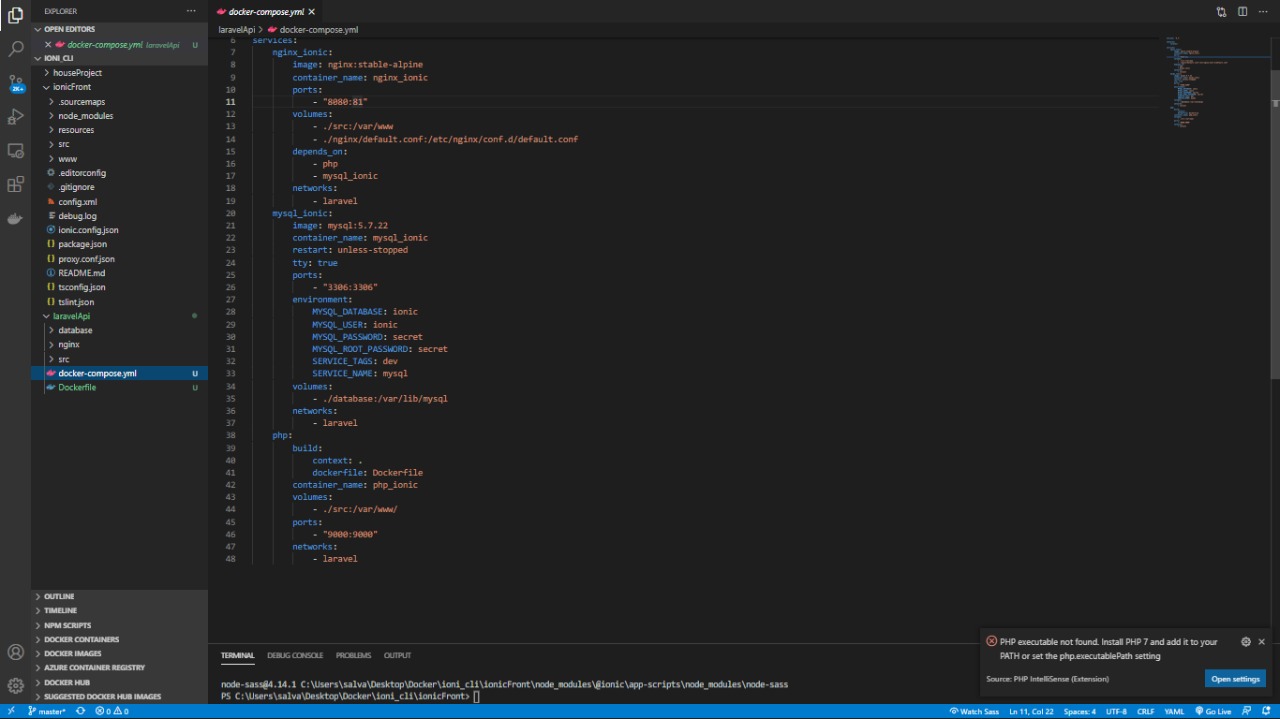 EXPLORER
OPEN EDITORS
docker-compose.yml laravelApi U
IONI_CLI
houseProject
ionicFront
.sourcemaps
node_modules
resources
src
www
.editorconfig
.gitignore
config.xml
debug.log
ionic.config.json
package.json
proxy.conf.json
README.md
tsconfig.json
tslint.json
laravelApi
database
nginx
src
docker-compose.yml U
Dockerfile U
OUTLINE
TIMELINE
NPM SCRIPTS
DOCKER CONTAINERS
DOCKER IMAGES
AZURE CONTAINER REGISTRY
DOCKER HUB
SUGGESTED DOCKER HUB IMAGES
2K+
docker-compose.yml
laravelApi > docker-compose.yml
6 services:
7 nginx_ionic:
8 image: nginx:stable-alpine
9 container_name: nginx_ionic
10 ports:
11 - "8080:81"
12 volumes:
13 - ./src:/var/www
14 - ./nginx/default.conf:/etc/nginx/conf.d/default.conf
15 depends_on:
16 - php
17 - mysql_ionic
18 networks:
19 - laravel
20 mysql_ionic:
21 image: mysql:5.7.22
22 container_name: mysql_ionic
23 restart: unless-stopped
24 tty: true
25 ports:
26 - "3306:3306"
27 environment:
28 MYSQL_DATABASE: ionic
29 MYSQL_USER: ionic
30 MYSQL_PASSWORD: secret
31 MYSQL_ROOT_PASSWORD: secret
32 SERVICE_TAGS: dev
33 SERVICE_NAME: mysql
34 volumes:
35 - ./database:/var/lib/mysql
36 networks:
37 - laravel
38 php:
39 build:
40 context: .
41 dockerfile: Dockerfile
42 container_name: php_ionic
43 volumes:
44 - ./src:/var/www/
45 ports:
46 - "9000:9000"
47 networks:
48 - laravel
TERMINAL DEBUG CONSOLE PROBLEMS OUTPUT
node-sass@4.14.1 C:\Users\salva\Desktop\Docker\ioni_cli\ionicFront\node_modules\@ionic\app-scripts\node_modules\node-sass
PS C:\Users\salva\Desktop\Docker\ioni_cli\ionicFront>
PHP executable not found. Install PHP 7 and add it to your
PATH or set the php.executablePath setting
Source: PHP IntelliSense (Extension)
Open settings
master* 0 0 Watch Sass Ln 11, Col 22 Spaces: 4 UTF-8 CRLF YAML Go Live